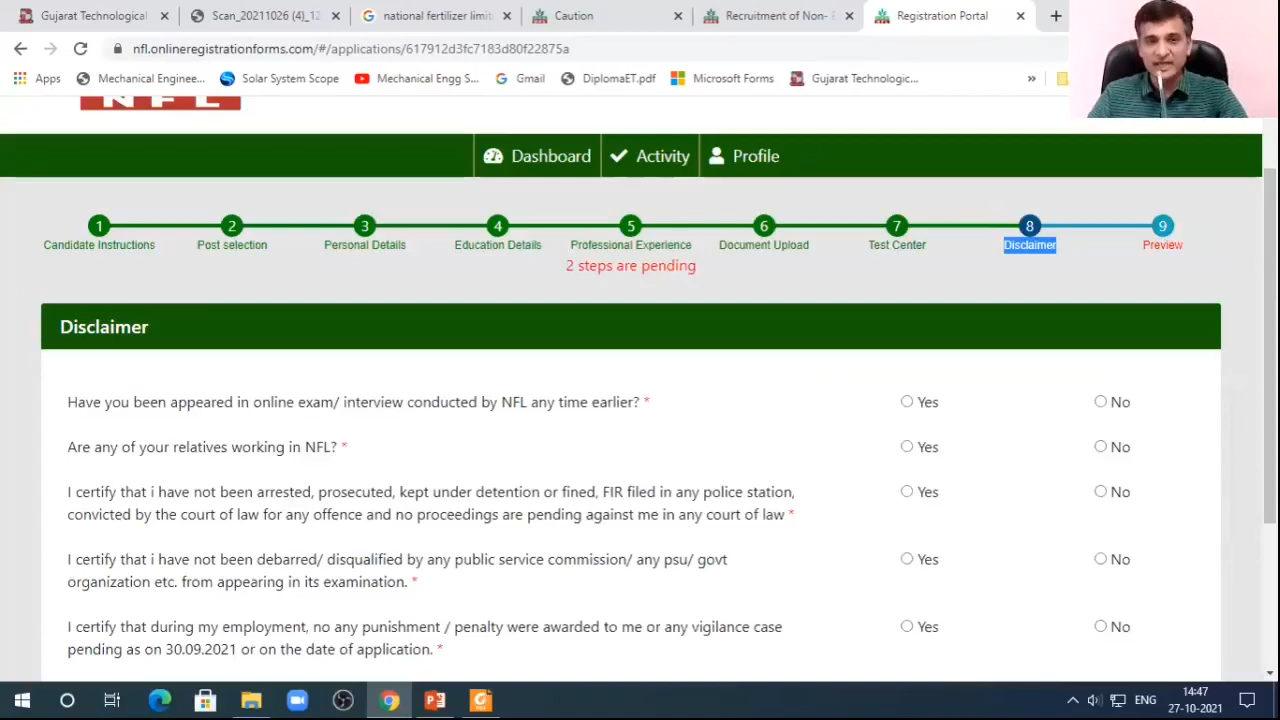 Gujarat Technological
Scan_20211026 (4)_12
national fertilizer limit
Caution
Recruitment of Non-
Registration Portal
nfl.onlineregistrationforms.com/#/applications/617912d3fc7183d80f22875a
Apps
Mechanical Enginee...
Solar System Scope
Mechanical Engg S...
Gmail
DiplomaET.pdf
Microsoft Forms
Gujarat Technologic...
»
NFL
Dashboard
Activity
Profile
1
2
3
4
5
6
7
8
9
Candidate Instructions
Post selection
Personal Details
Education Details
Professional Experience
Document Upload
Test Center
Disclaimer
Preview
2 steps are pending
Disclaimer
Have you been appeared in online exam/ interview conducted by NFL any time earlier? *
Yes
No
Are any of your relatives working in NFL? *
Yes
No
I certify that i have not been arrested, prosecuted, kept under detention or fined, FIR filed in any police station,
convicted by the court of law for any offence and no proceedings are pending against me in any court of law *
Yes
No
I certify that i have not been debarred/ disqualified by any public service commission/ any psu/ govt
organization etc. from appearing in its examination. *
Yes
No
I certify that during my employment, no any punishment / penalty were awarded to me or any vigilance case
pending as on 30.09.2021 or on the date of application. *
Yes
No
ENG
14:47
27-10-2021